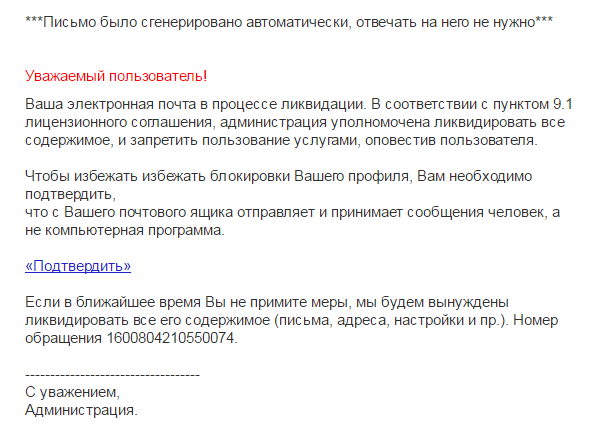 ***Письмо было сгенерировано автоматически, отвечать на него не нужно***
Уважаемый пользователь!
Ваша электронная почта в процессе ликвидации. В соответствии с пунктом 9.1
лицензионного соглашения, администрация уполномочена ликвидировать все
содержимое, и запретить пользование услугами, оповестив пользователя.
Чтобы избежать избежать блокировки Вашего профиля, Вам необходимо
подтвердить,
что с Вашего почтового ящика отправляет и принимает сообщения человек, а
не компьютерная программа.
«Подтвердить»
Если в ближайшее время Вы не примите меры, мы будем вынуждены
ликвидировать все его содержимое (письма, адреса, настройки и пр.). Номер
обращения 1600804210550074.
-----------------------------------
С уважением,
Администрация.